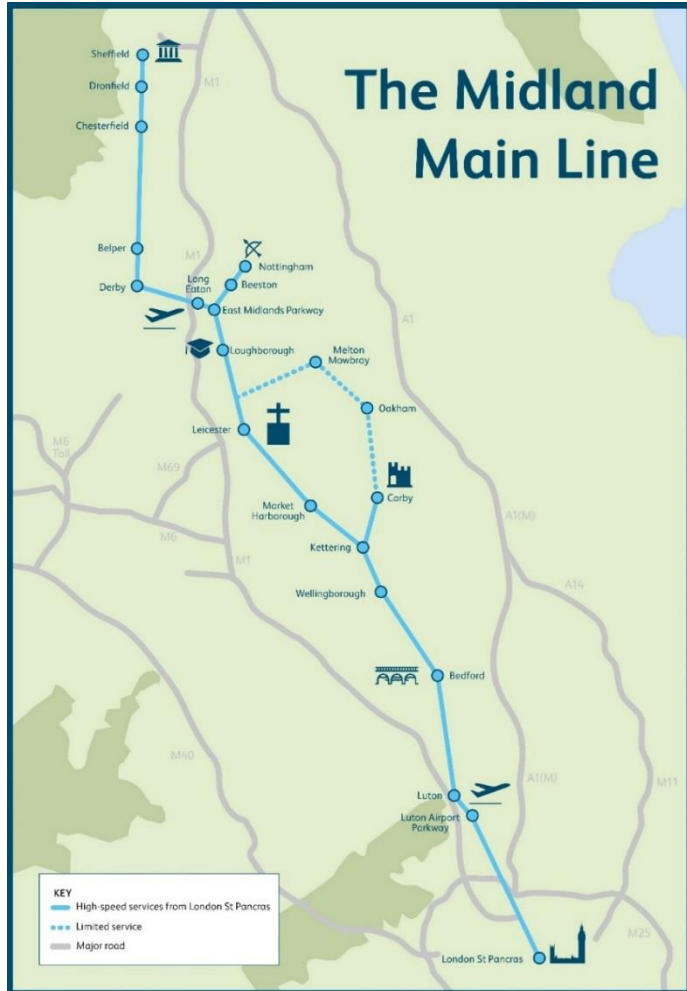 The Midland
Main Line
Sheffield
Dronfield
Chesterfield
M1
Belper
Derby
M1
Long
Eaton
Nottingham
Beeston
East Midlands Parkway
Loughborough
A1
Melton
Mowbray
Oakham
Leicester
M6
Toll
M69
Corby
Market
Harborough
A1(M)
M6
Kettering
M1
A14
Wellingborough
Bedford
M40
A1(M)
M11
Luton
Luton Airport
Parkway
M25
London St Pancras
KEY
High-speed services from London St Pancras
Limited service
Major road